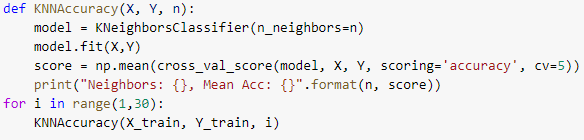 def KNNAccuracy(X, Y, n):
    model = KNeighborsClassifier(n_neighbors=n)
    model.fit(X,Y)
    score = np.mean(cross_val_score(model, X, Y, scoring='accuracy', cv=5))
    print("Neighbors: {}, Mean Acc: {}".format(n, score))
for i in range(1,30):
    KNNAccuracy(X_train, Y_train, i)